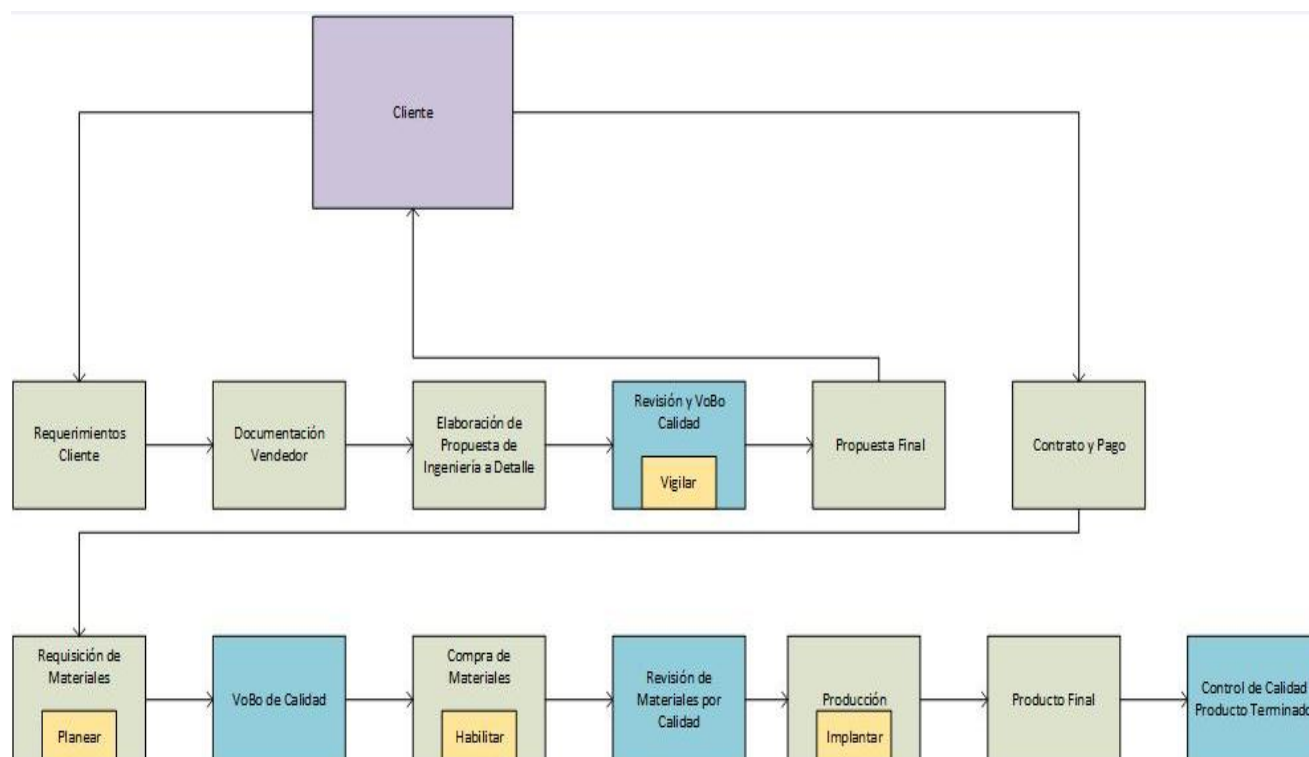 Cliente
Requerimientos
Cliente
Documentación
Vendedor
Elaboración de
Propuesta de
Ingeniería a Detalle
Revisión y VoBo
Calidad
Vigilar
Propuesta Final
Contrato y Pago
Requisición de
Materiales
Planear
VoBo de Calidad
Compra de
Materiales
Habilitar
Revisión de
Materiales por
Calidad
Producción
Implantar
Producto Final
Control de Calidad
Producto Terminado